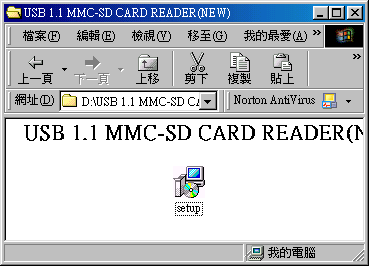 USB 1.1 MMC-SD CARD READER(NEW)
檔案(F) 編輯(E) 檢視(V) 移至(G) 我的最愛(A) »
上一頁 下一頁 上移 剪下 複製 貼上
網址(D) D:\USB 1.1 MMC-SD CA Norton AntiVirus
USB 1.1 MMC-SD CARD READER(N
setup
我的電腦